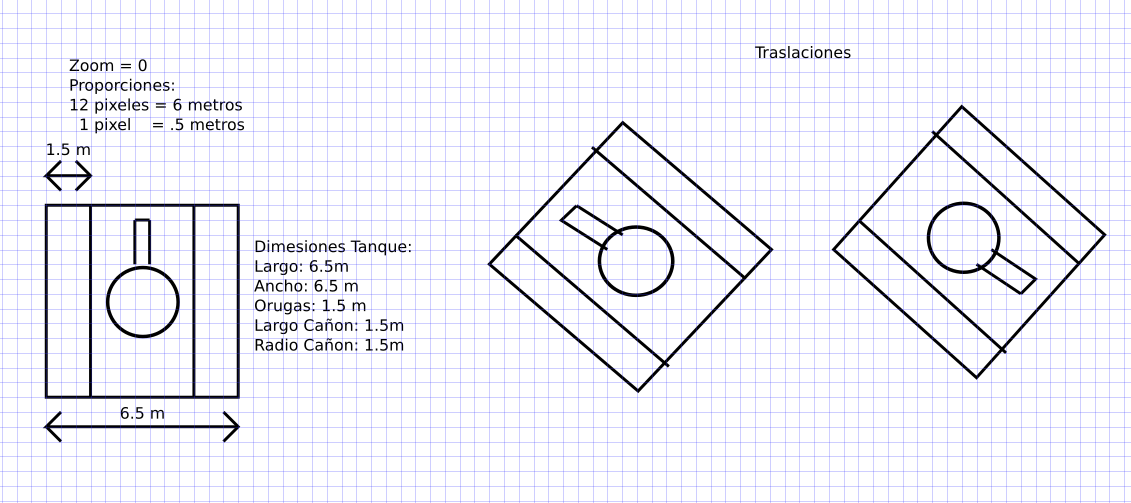 Traslaciones
Zoom = 0
Proporciones:
12 pixeles = 6 metros
1 pixel = .5 metros
1.5 m
Dimesiones Tanque:
Largo: 6.5m
Ancho: 6.5 m
Orugas: 1.5 m
Largo Cañon: 1.5m
Radio Cañon: 1.5m
6.5 m